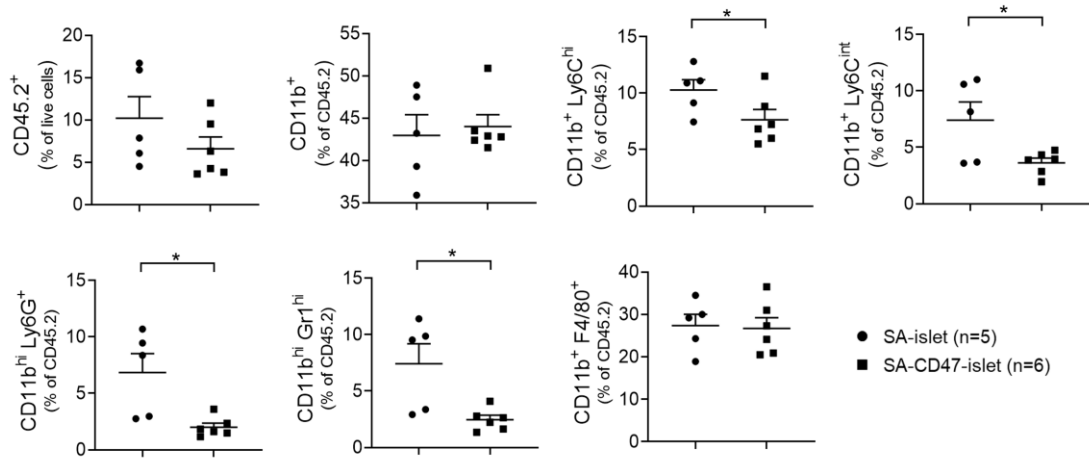 CD45.2+
(% of live cells)
20
15
10
5
0
CD11b+
(% of CD45.2)
55
50
45
40
35
CD11b+ Ly6Chi
(% of CD45.2)
15
10
5
0
*
CD11b+ Ly6Cint
(% of CD45.2)
15
10
5
0
*
CD11bhi Ly6G+
(% of CD45.2)
15
10
5
0
*
CD11bhi Gr1hi
(% of CD45.2)
15
10
5
0
*
CD11b+ F4/80+
(% of CD45.2)
40
30
20
10
0
SA-islet (n=5)
SA-CD47-islet (n=6)